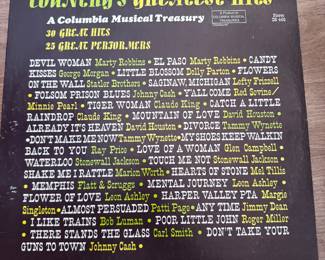 COUNTRY'S GREATEST HITS
A Columbia Musical Treasury
30 GREAT HITS
25 GREAT PERFORMERS
Stereo
DEVIL WOMAN Marty Robbins • EL PASO Marty Robbins • CANDY
KISSES George Morgan • LITTLE BLOSSOM Dolly Parton • FLOWERS
ON THE WALL Statler Brothers • SAGINAW, MICHIGAN Lefty Frissell
• FOLSOM PRISON BLUES Johnny Cash • Y'ALL COME Red Sovine/
Minnie Pearl • TIGER WOMAN Claude King • CATCH A LITTLE
RAINDROP Claude King • MOUNTAIN OF LOVE David Houston •
ALREADY IT'S HEAVEN David Houston • DIVORCE Tammy Wynette
• DON'T MAKE ME NOW Tammy Wynette • MY SHOES KEEP WALKIN
BACK TO YOU Ray Price • LOVE OF A WOMAN Glen Campbell •
WATERLOO Stonewall Jackson • TOUCH ME NOT Stonewall Jackson •
SHAKE ME I RATTLE Marion Worth • HEARTS OF STONE Mel Tillis
• MEMPHIS Flatt & Scruggs • MENTAL JOURNEY Leon Ashley •
FLOWER OF LOVE Leon Ashley • HARPER VALLEY PTA Margo
Singleton • ALMOST PERSUADED Patti Page • ANY TIME Jimmy Dean
• I LIKE TRAINS Bob Luman • POOR LITTLE JOHN Roger Miller •
THERE STANDS THE GLASS Carl Smith • DON'T TAKE YOUR
GUNS TO TOWN Johnny Cash •